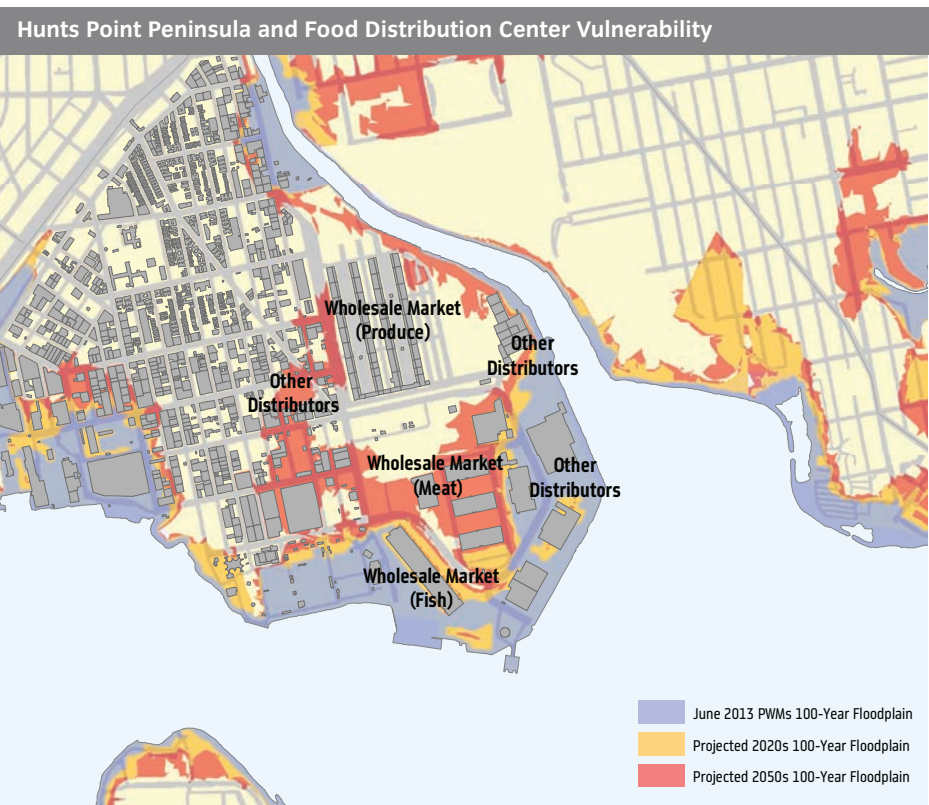 Hunts Point Peninsula and Food Distribution Center Vulnerability
Wholesale Market
(Produce)
Other
Distributors
Other
Distributors
Wholesale Market
(Meat)
Other
Distributors
Wholesale Market
(Fish)
June 2013 PWMs 100-Year Floodplain
Projected 2020s 100-Year Floodplain
Projected 2050s 100-Year Floodplain